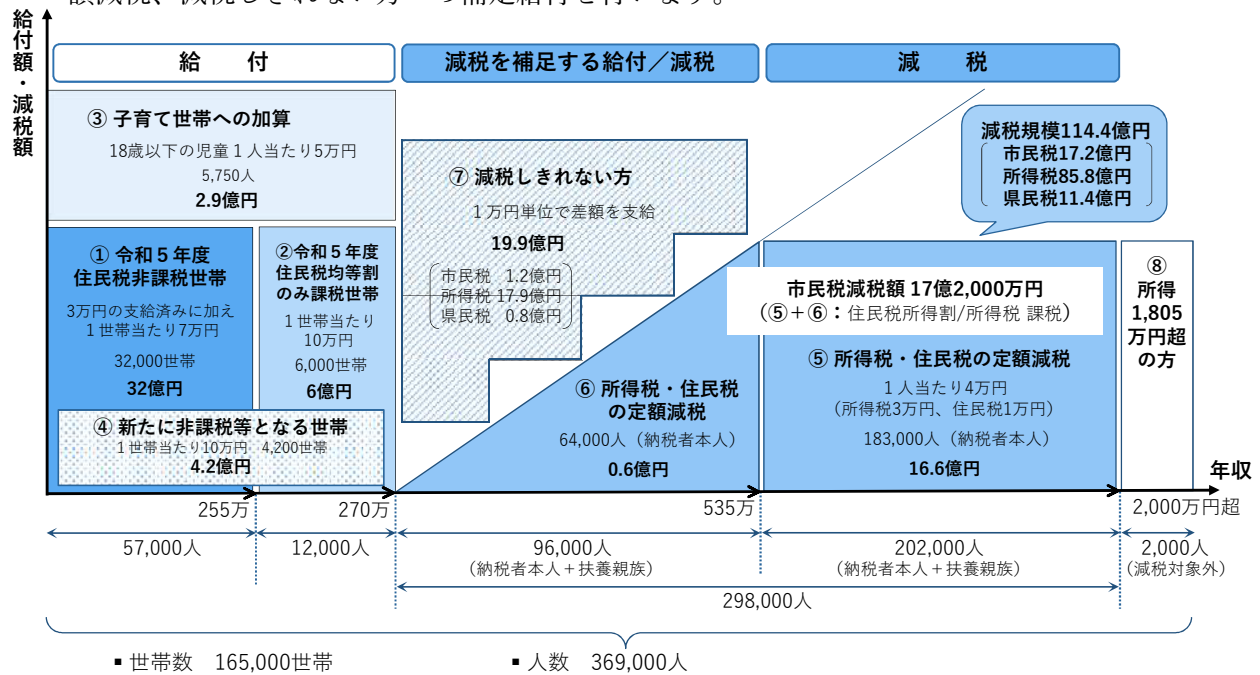 額減税、減税しきれない方への補足給付を行います。
給付額・減税額
給　付
減税を補足する給付／減税
減　税
③ 子育て世帯への加算
18歳以下の児童１人当たり5万円
5,750人
2.9億円
① 令和５年度
住民税非課税世帯
3万円の支給済みに加え
１世帯当たり7万円
32,000世帯
32億円
②令和５年度
住民税均等割
のみ課税世帯
１世帯当たり
10万円
6,000世帯
6億円
④ 新たに非課税等となる世帯
１世帯当たり10万円　4,200世帯
4.2億円
⑦ 減税しきれない方
１万円単位で差額を支給
19.9億円
市民税　1.2億円
所得税 17.9億円
県民税　0.8億円
⑥ 所得税・住民税
の定額減税
64,000人（納税者本人）
0.6億円
減税規模114.4億円
市民税17.2億円
所得税85.8億円
県民税11.4億円
市民税減税額 17億2,000万円
（⑤＋⑥：住民税所得割/所得税 課税）
⑤ 所得税・住民税の定額減税
１人当たり4万円
（所得税3万円、住民税1万円）
183,000人（納税者本人）
16.6億円
⑧
所得
1,805
万円超
の方
年収
255万
270万
535万
2,000万円超
57,000人
12,000人
96,000人
（納税者本人＋扶養親族）
202,000人
（納税者本人＋扶養親族）
2,000人
（減税対象外）
298,000人
▪ 世帯数　165,000世帯
▪ 人数　369,000人